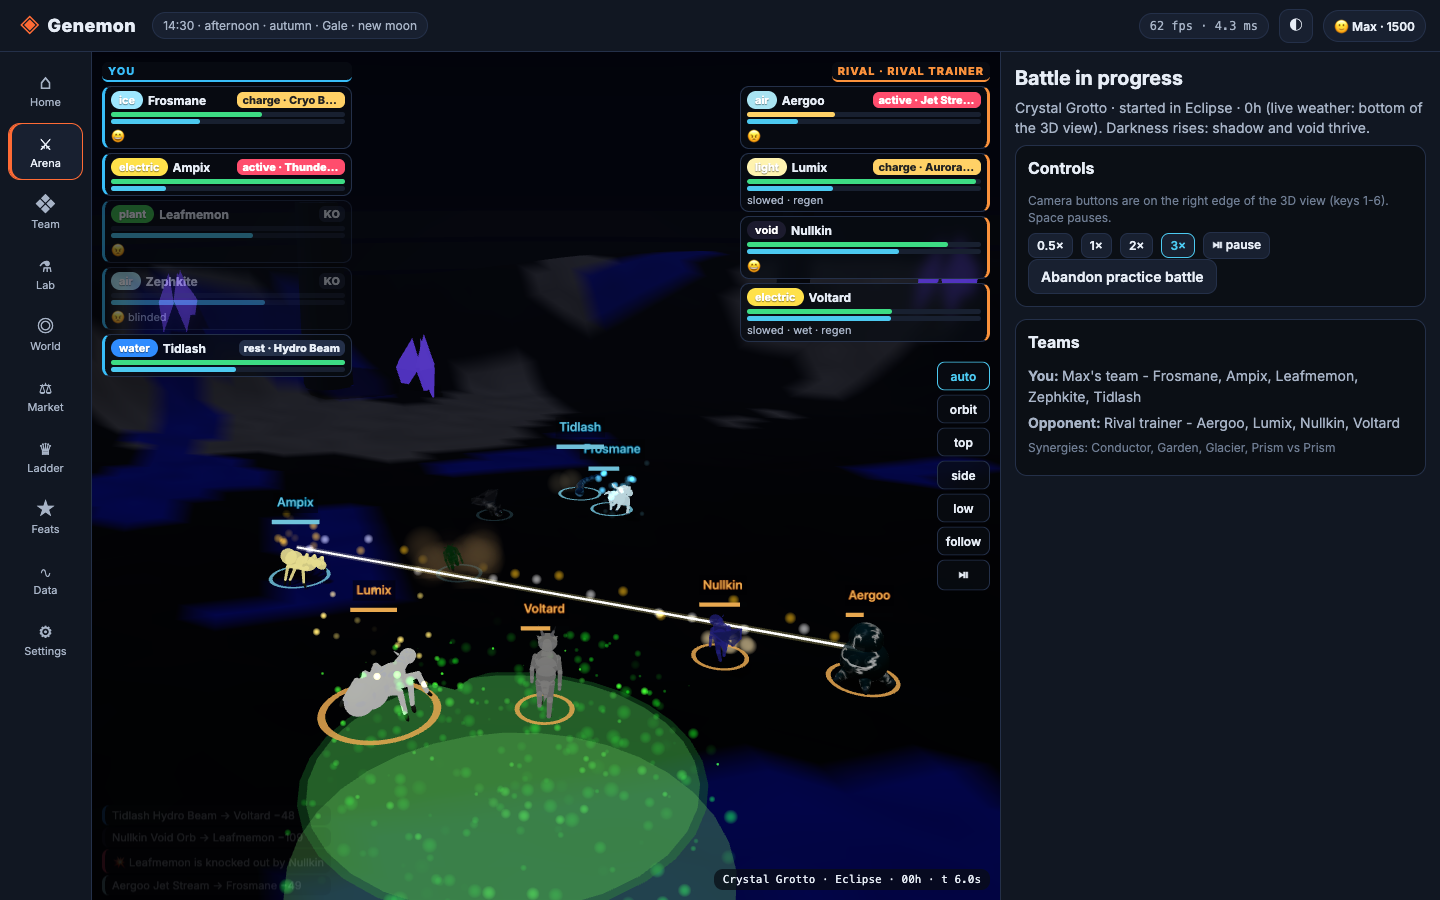 Genemon
14:30 · afternoon · autumn · Gale · new moon
62 fps · 4.3 ms
Max · 1500
Home
Arena
Team
Lab
World
Market
Ladder
Feats
Data
Settings
YOU
ice Frosmane charge · Cryo B...
electric Ampix active · Thunde...
plant Leafmemon KO
air Zephkite KO
blinded
water Tidlash rest · Hydro Beam
RIVAL · RIVAL TRAINER
air Aergoo active · Jet Stre...
light Lumix charge · Aurora...
slowed · regen
void Nullkin
electric Voltard
slowed · wet · regen
auto
orbit
top
side
low
follow
Tidlash
Frosmane
Ampix
Lumix
Voltard
Nullkin
Aergoo
Tidlash Hydro Beam → Voltard −48
Nullkin Void Orb → Leafmemon
Leafmemon is knocked out by Nullkin
Aergoo Jet Stream → Frosmane −49
Crystal Grotto · Eclipse · 00h · t 6.0s
Battle in progress
Crystal Grotto · started in Eclipse · 0h (live weather: bottom of
the 3D view). Darkness rises: shadow and void thrive.
Controls
Camera buttons are on the right edge of the 3D view (keys 1-6).
Space pauses.
0.5× 1× 2× 3× pause
Abandon practice battle
Teams
You: Max's team - Frosmane, Ampix, Leafmemon,
Zephkite, Tidlash
Opponent: Rival trainer - Aergoo, Lumix, Nullkin, Voltard
Synergies: Conductor, Garden, Glacier, Prism vs Prism